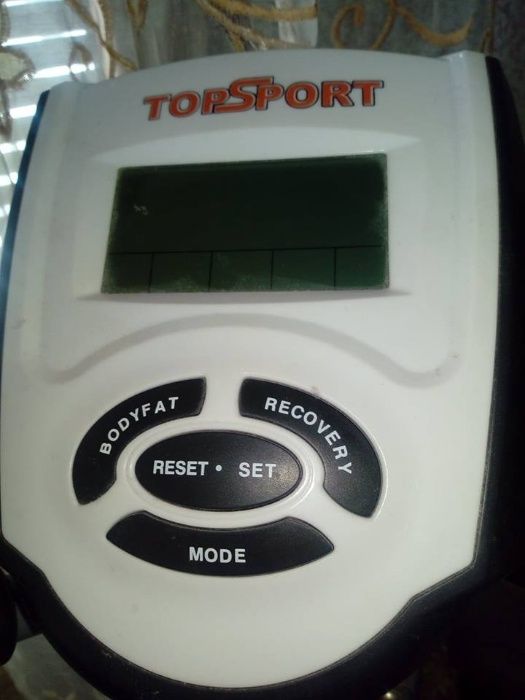 TOPSPORT
BODYFAT
RECOVERY
RESET • SET
MODE